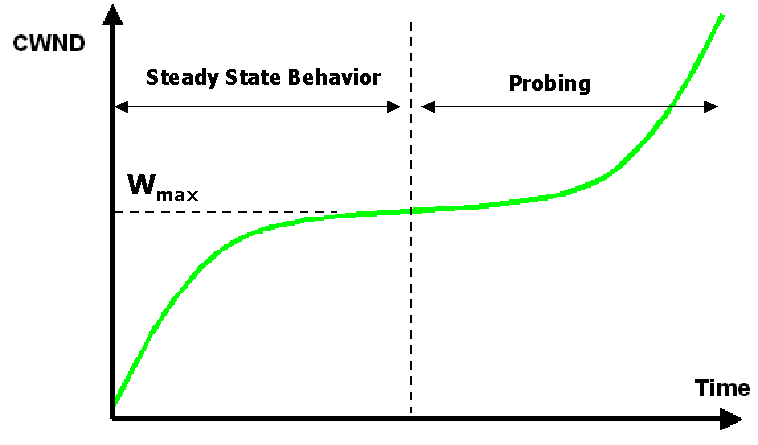 CWND
Steady State Behavior
Probing
Wmax
Time